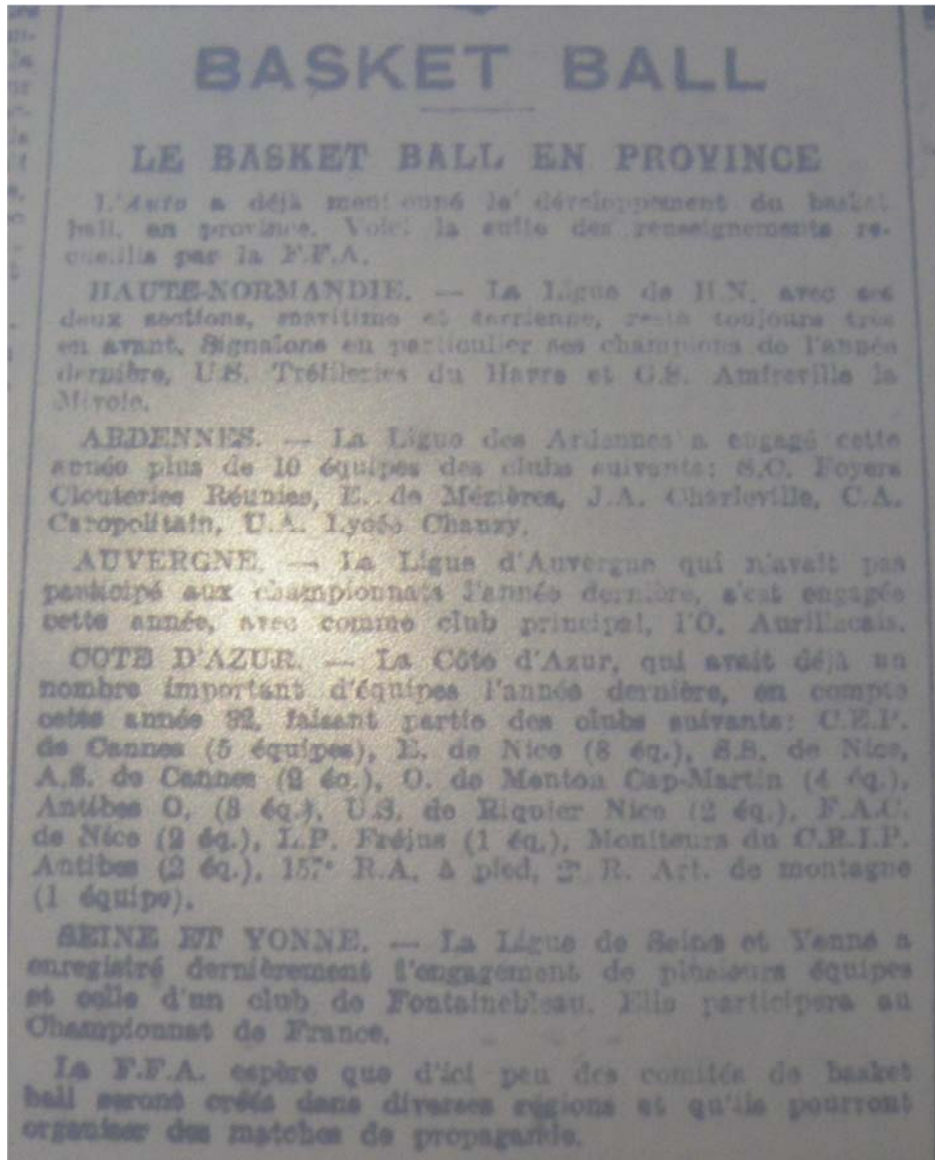 BASKET BALL
LE BASKET BALL EN PROVINCE
L'Auto a déjà mentionné le développement du basket
ball, en province. Voici la suite des renseignements re-
cueillis par la F.F.A.
HAUTE-NORMANDIE. — La Ligue de H.N. avec ses
deux sections, maritime et terrienne, reste toujours très
en avant. Signalons en particulier ses champions de l'année
dernière, U.S. Tréfileries du Havre et G.S. Amfreville la
Mivoie.
ARDENNES. — La Ligue des Ardennes a engagé cette
année plus de 10 équipes des clubs suivants: S.C. Foyers
Clouteries Réunies, E. de Mézières, J.A. Charleville, C.A.
Caropolitain, U.A. Lycée Chanzy.
AUVERGNE. — La Ligue d'Auvergne qui n'avait pas
participé aux championnats l'année dernière, s'est engagée
cette année, avec comme club principal, l'O. Aurillacais.
COTE D'AZUR. — La Côte d'Azur, qui avait déjà un
nombre important d'équipes l'année dernière, en compte
cette année 32, faisant partie des clubs suivants: C.E.P.
de Cannes (5 équipes), E. de Nice (8 éq.), S.S. de Nice,
A.S. de Cannes (2 éq.), O. de Menton Cap-Martin (4 éq.),
Antibes O. (3 éq.), U.S. de Riquier Nice (2 éq.), F.A.C.
de Nice (2 éq.), L.P. Fréjus (1 éq.), Moniteurs du C.R.I.P.
Antibes (2 éq.), 157e R.A. à pied, 2e R. Art. de montagne
(1 équipe).
SEINE ET YONNE. — La Ligue de Seine et Yonne a
enregistré dernièrement l'engagement de plusieurs équipes
et celle d'un club de Fontainebleau. Elle participera au
Championnat de France.
La F.F.A. espère que d'ici peu des comités de basket
ball seront créés dans diverses régions et qu'ils pourront
organiser des matches de propagande.